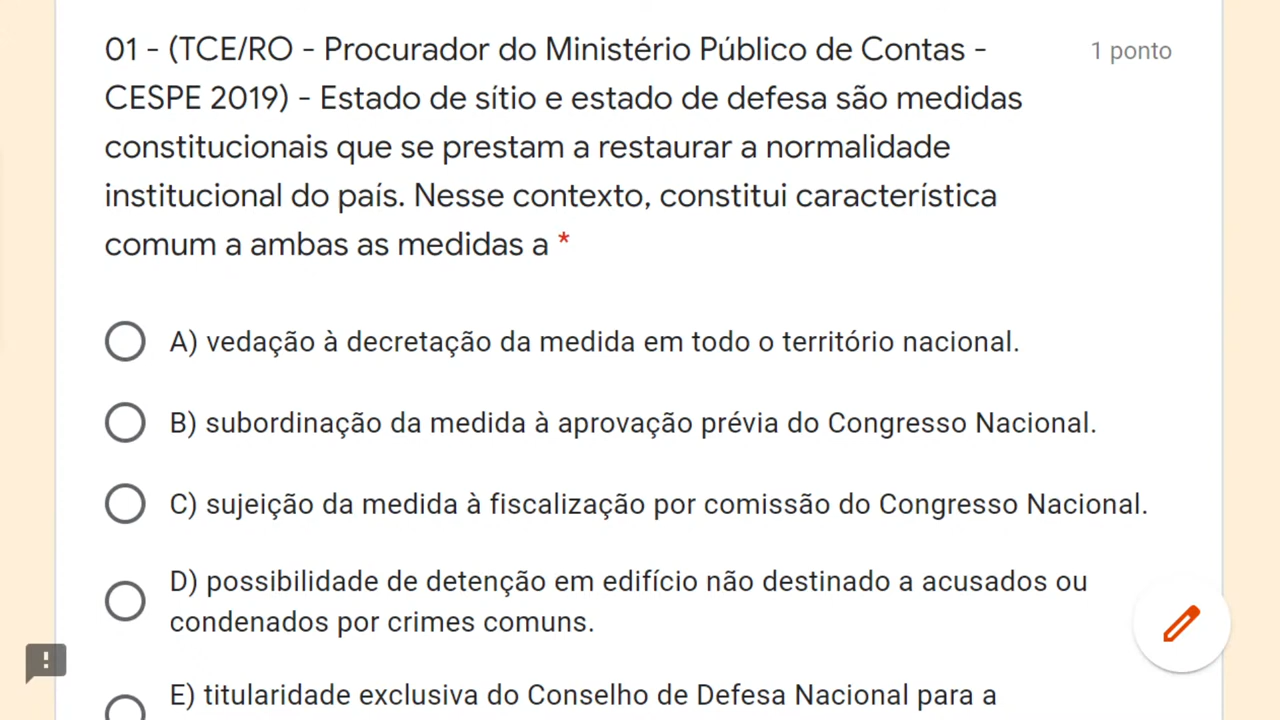 01 - (TCE/RO - Procurador do Ministério Público de Contas -
1 ponto
CESPE 2019) - Estado de sítio e estado de defesa são medidas
constitucionais que se prestam a restaurar a normalidade
institucional do país. Nesse contexto, constitui característica
comum a ambas as medidas a *
A) vedação à decretação da medida em todo o território nacional.
B) subordinação da medida à aprovação prévia do Congresso Nacional.
C) sujeição da medida à fiscalização por comissão do Congresso Nacional.
D) possibilidade de detenção em edifício não destinado a acusados ou
condenados por crimes comuns.
E) titularidade exclusiva do Conselho de Defesa Nacional para a